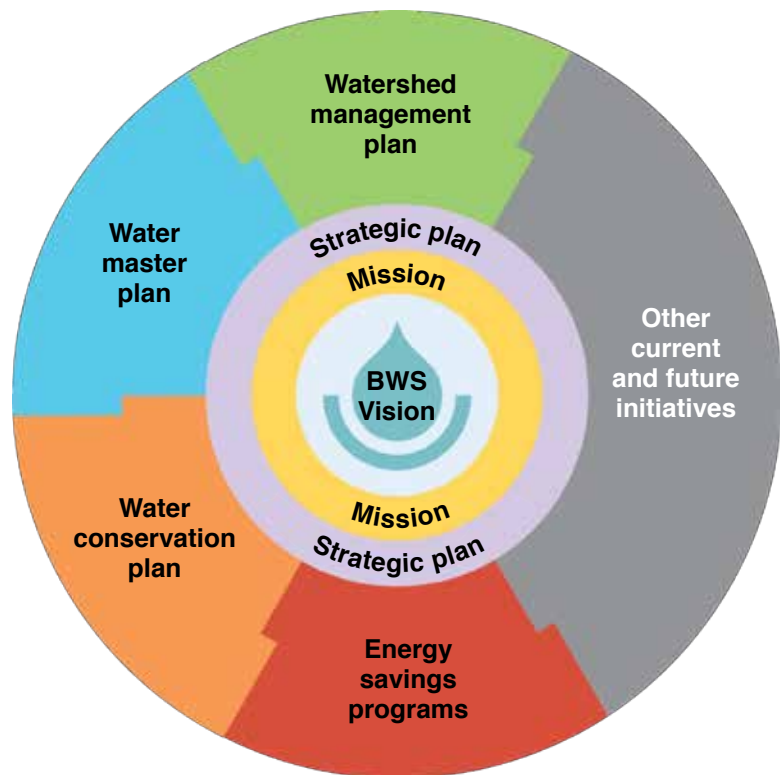 Watershed
management
plan
Water
master
plan
Strategic plan
Mission
BWS
Vision
Other
current
and future
initiatives
Mission
Strategic plan
Water
conservation
plan
Energy
savings
programs